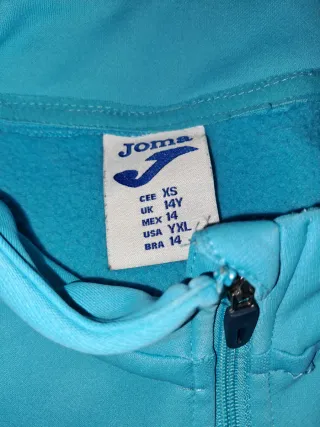 Joma
CEE XS
UK 14Y
MEX 14
USA YXL
BRA 14